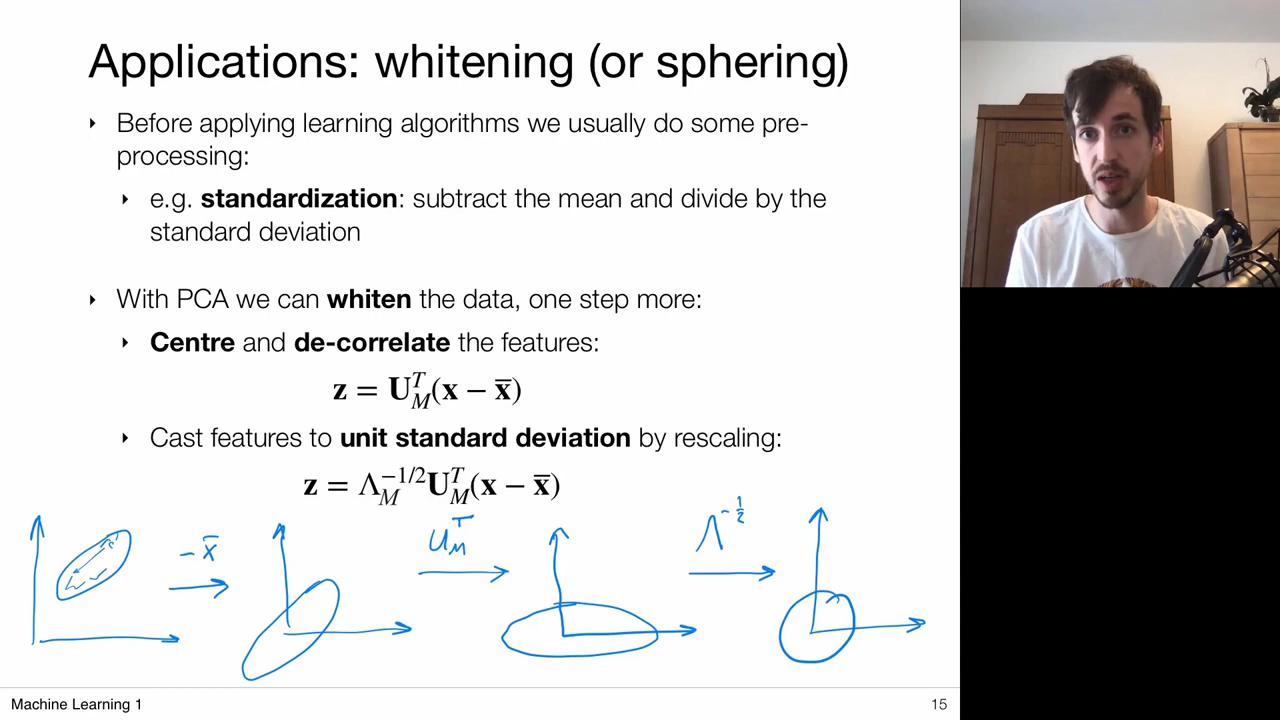 Applications: whitening (or sphering)
‣ Before applying learning algorithms we usually do some pre-
processing:
‣ e.g. standardization: subtract the mean and divide by the
standard deviation
‣ With PCA we can whiten the data, one step more:
‣ Centre and de-correlate the features:
𝐳 = 𝐔_M^T(𝐱 − 𝐱̅)
‣ Cast features to unit standard deviation by rescaling:
𝐳 = Λ_M^{−1/2}𝐔_M^T(𝐱 − 𝐱̅)
− x̅
U_M^T
Λ^{-1/2}
Machine Learning 1
15